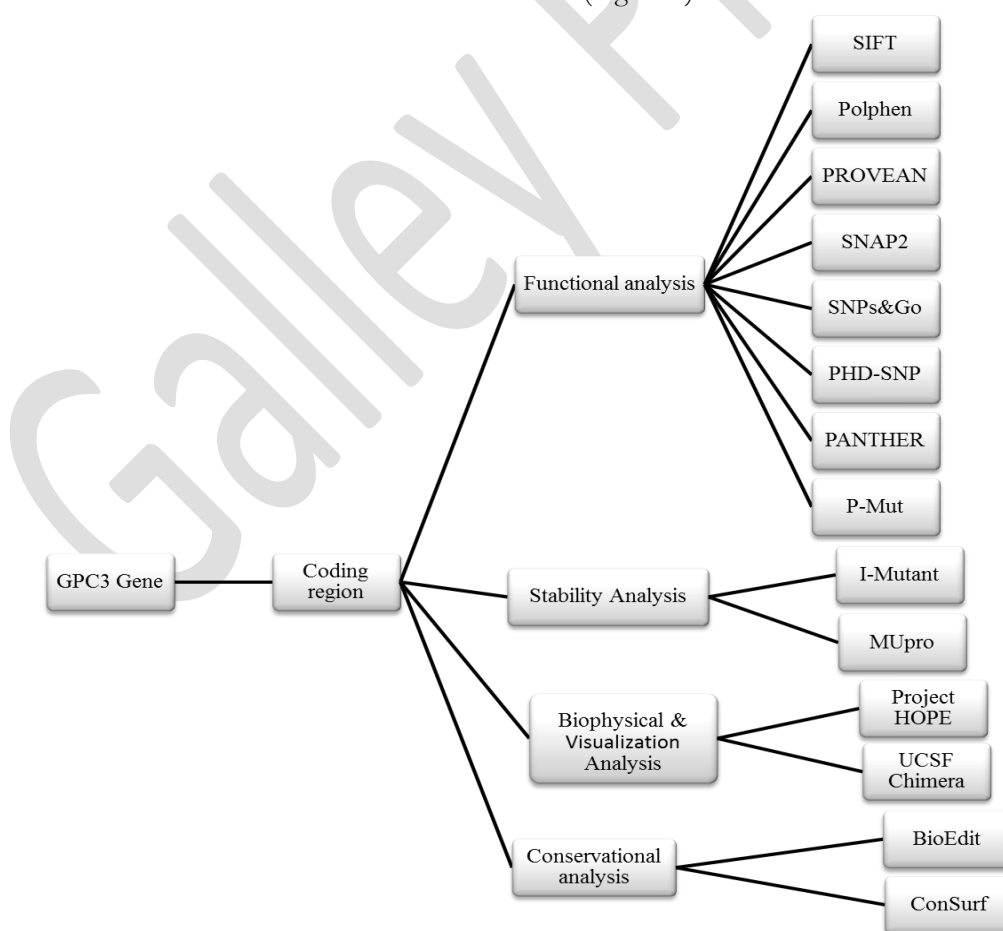 SIFT
Polphen
PROVEAN
SNAP2
Functional analysis
SNPs&Go
PHD-SNP
PANTHER
P-Mut
GPC3 Gene
Coding
region
Stability Analysis
I-Mutant
MUpro
Biophysical &
Visualization
Analysis
Project
HOPE
UCSF
Chimera
Conservational
analysis
BioEdit
ConSurf
Galley